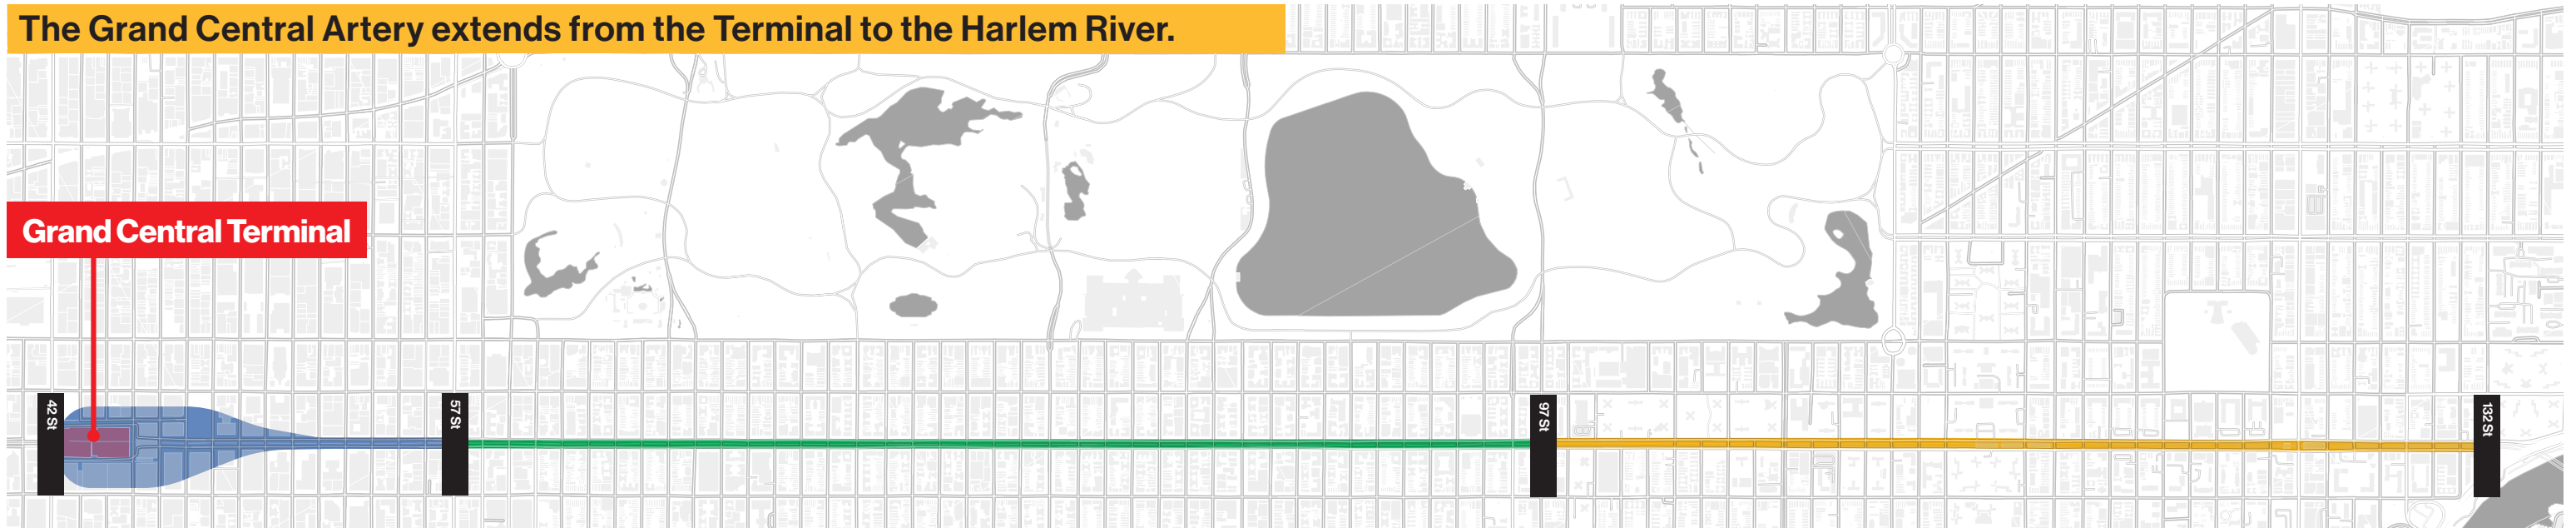 The Grand Central Artery extends from the Terminal to the Harlem River.
Grand Central Terminal
42 St
57 St
97 St
132 St